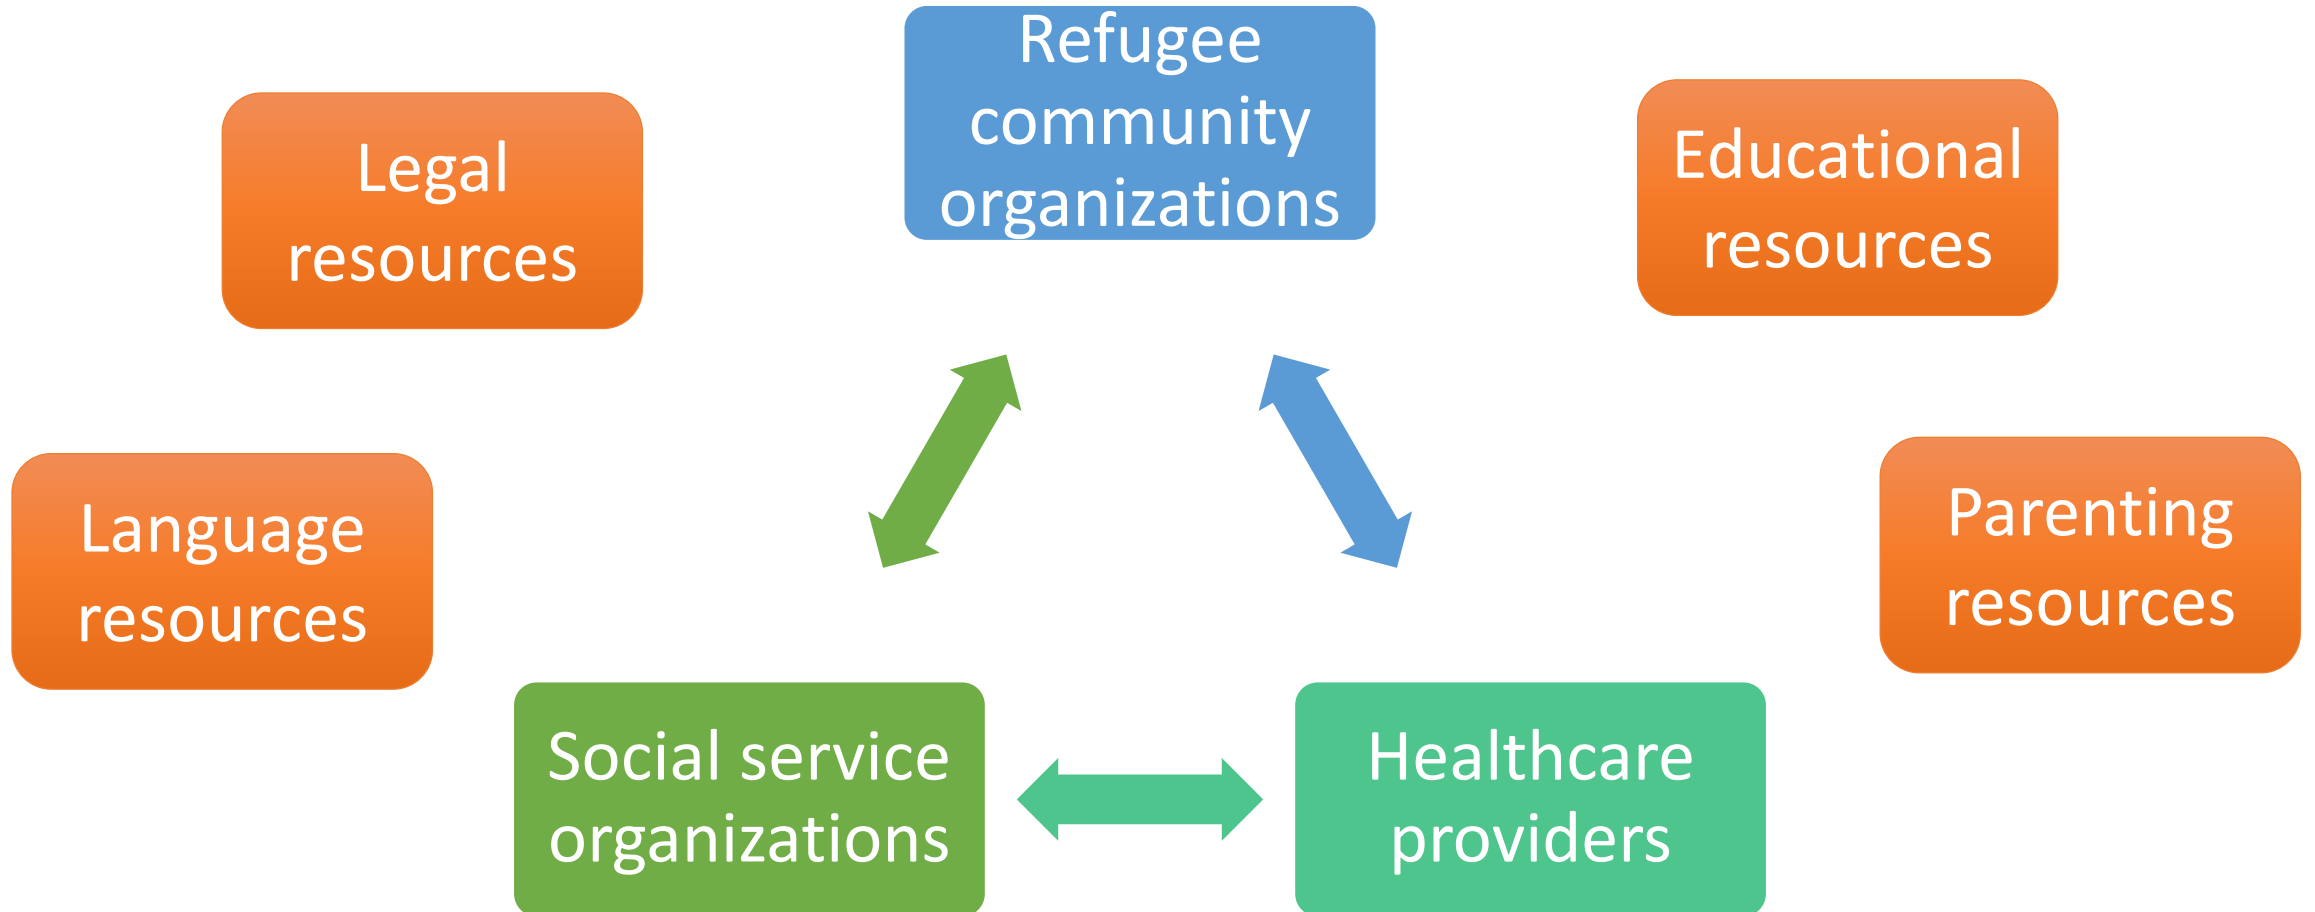 Refugee
community
organizations
Legal
resources
Educational
resources
Language
resources
Parenting
resources
Social service
organizations
Healthcare
providers